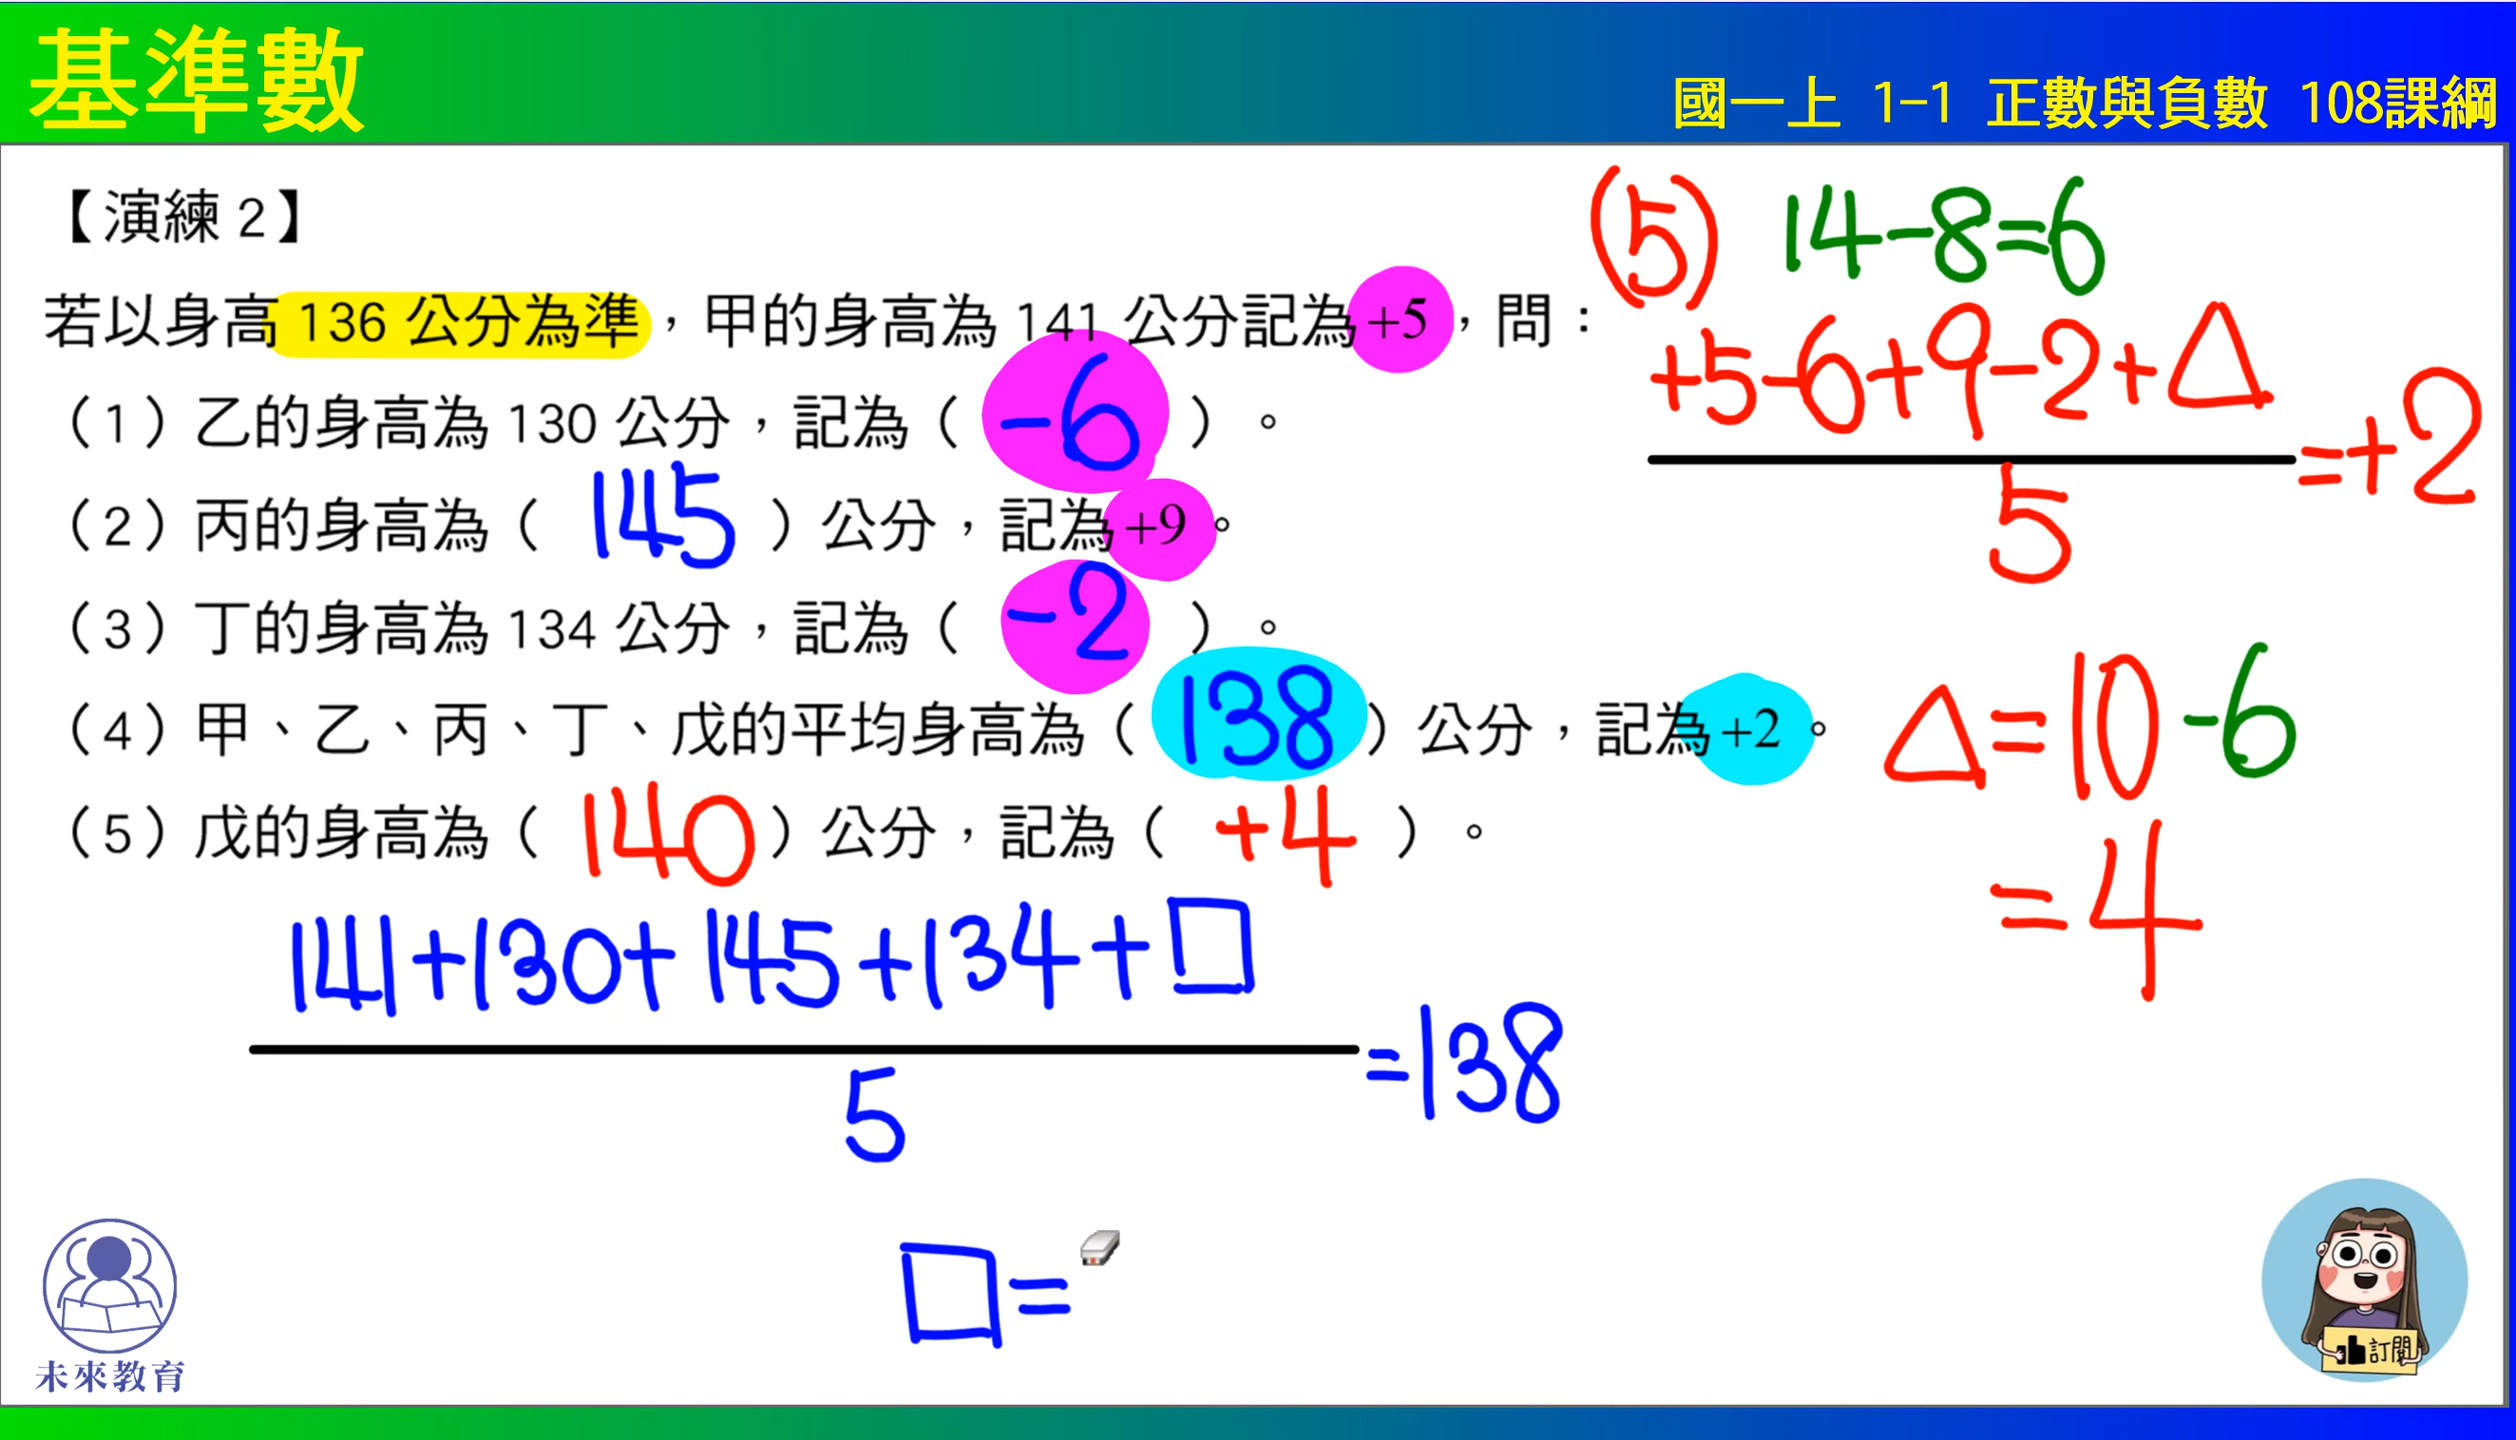 基準數
國一上 1-1 正數與負數 108課綱
【演練 2】
若以身高 136 公分為準，甲的身高為 141 公分記為 +5，問：
（1）乙的身高為 130 公分，記為（ -6 ）。
（2）丙的身高為（ 145 ）公分，記為 +9。
（3）丁的身高為 134 公分，記為（ -2 ）。
（4）甲、乙、丙、丁、戊的平均身高為（ 138 ）公分，記為 +2。
（5）戊的身高為（ 140 ）公分，記為（ +4 ）。
141+130+145+134+□
5
=138
□=
(5) 14-8=6
+5-6+9-2+△
5
=+2
△=10-6
=4
未來教育
訂閱